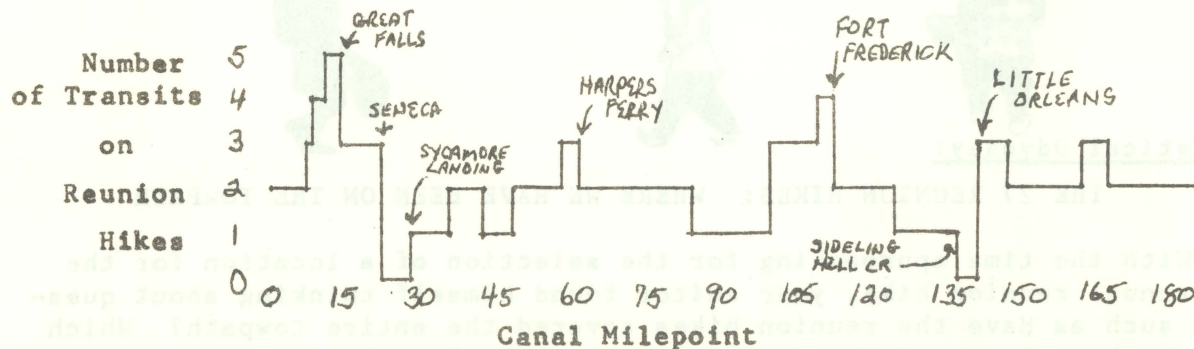 GREAT
FALLS
FORT
FREDERICK
Number
of Transits
on
Reunion
Hikes
5
4
3
2
1
0
SENECA
SYCAMORE
LANDING
HARPERS
FERRY
LITTLE
ORLEANS
SIDELING
HILL CR
0 15 30 45 60 75 90 105 120 135 150 165 180
Canal Milepoint